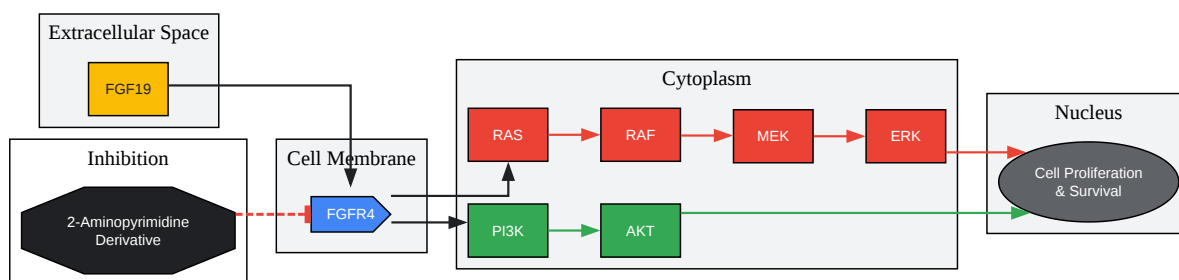 Extracellular Space
FGF19
Inhibition
2-Aminopyrimidine
Derivative
Cell Membrane
FGFR4
Cytoplasm
RAS
RAF
MEK
ERK
PI3K
AKT
Nucleus
Cell Proliferation
& Survival